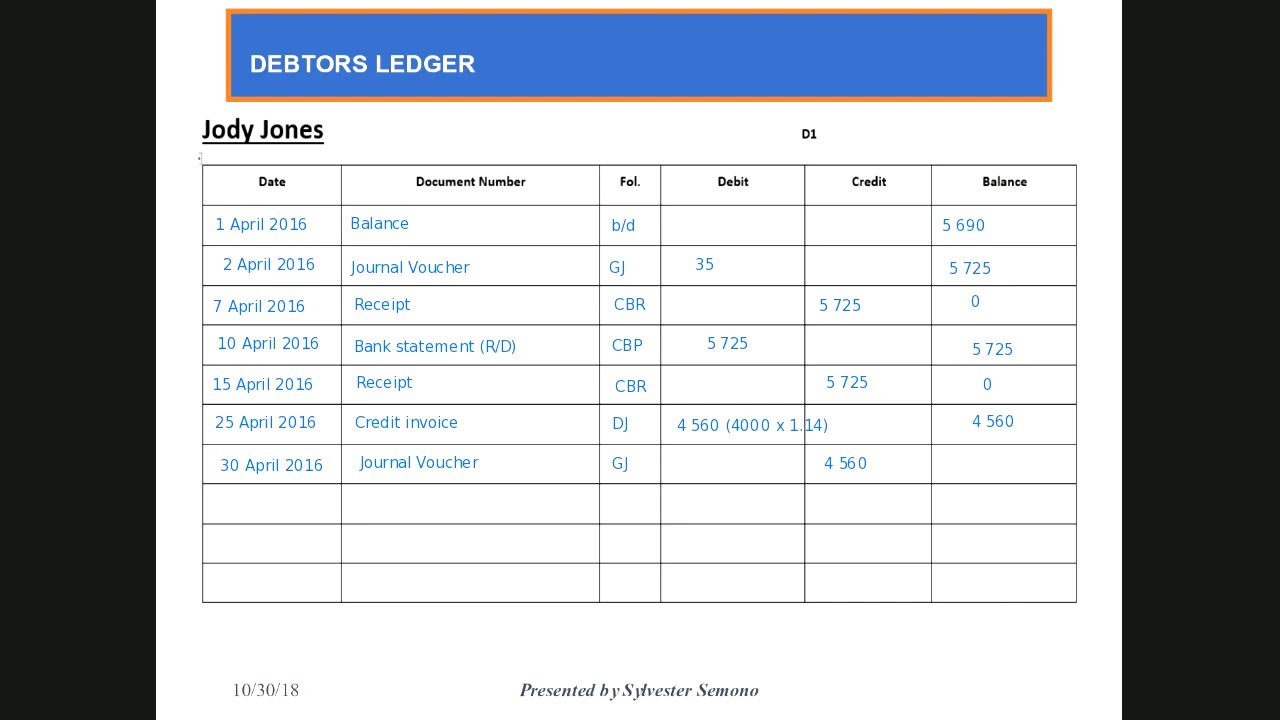 DEBTORS LEDGER
Jody Jones D1
Date Document Number Fol. Debit Credit Balance
1 April 2016 Balance b/d 5 690
2 April 2016 Journal Voucher GJ 35 5 725
7 April 2016 Receipt CBR 5 725 0
10 April 2016 Bank statement (R/D) CBP 5 725 5 725
15 April 2016 Receipt CBR 5 725 0
25 April 2016 Credit invoice DJ 4 560 (4000 x 1.14) 4 560
30 April 2016 Journal Voucher GJ 4 560
10/30/18 Presented by Sylvester Semono